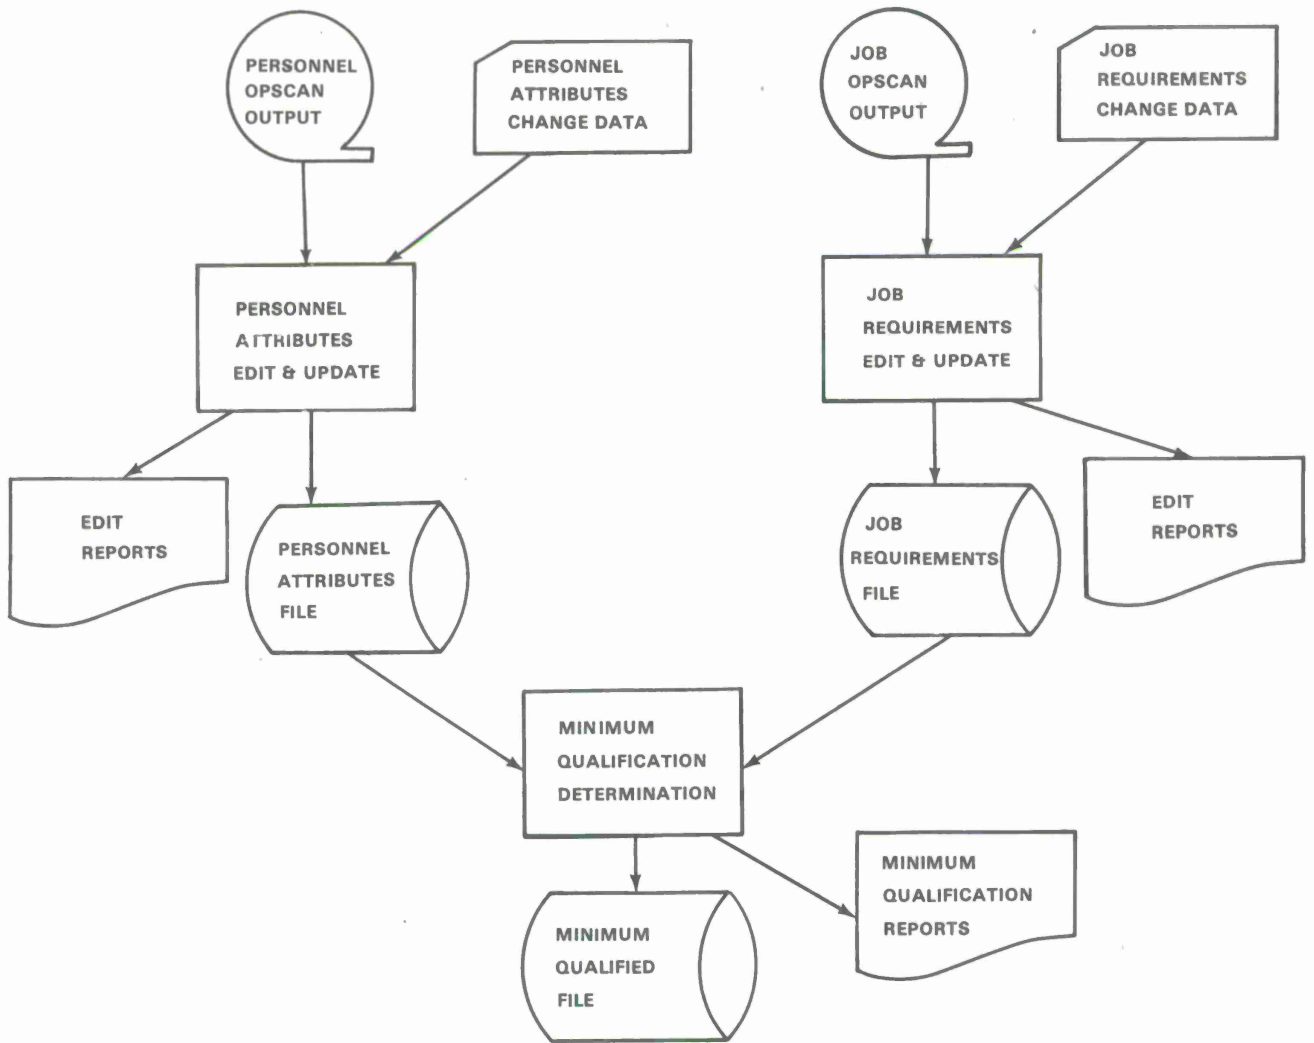 PERSONNEL
OPSCAN
OUTPUT
PERSONNEL
ATTRIBUTES
CHANGE DATA
JOB
OPSCAN
OUTPUT
JOB
REQUIREMENTS
CHANGE DATA
PERSONNEL
ATTRIBUTES
EDIT & UPDATE
JOB
REQUIREMENTS
EDIT & UPDATE
EDIT
REPORTS
PERSONNEL
ATTRIBUTES
FILE
JOB
REQUIREMENTS
FILE
EDIT
REPORTS
MINIMUM
QUALIFICATION
DETERMINATION
MINIMUM
QUALIFIED
FILE
MINIMUM
QUALIFICATION
REPORTS